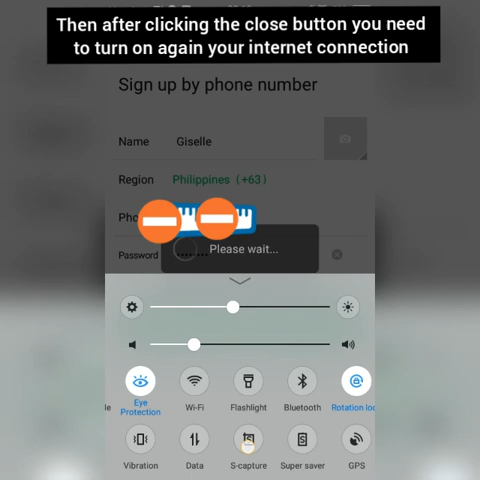 Then after clicking the close button you need
to turn on again your internet connection
Sign up by phone number
Name Giselle
Region Philippines (+63)
Pho
Please wait...
Password
Eye
Protection
Wi-Fi
Flashlight
Bluetooth
Rotation loc
Vibration
Data
S-capture
Super saver
GPS